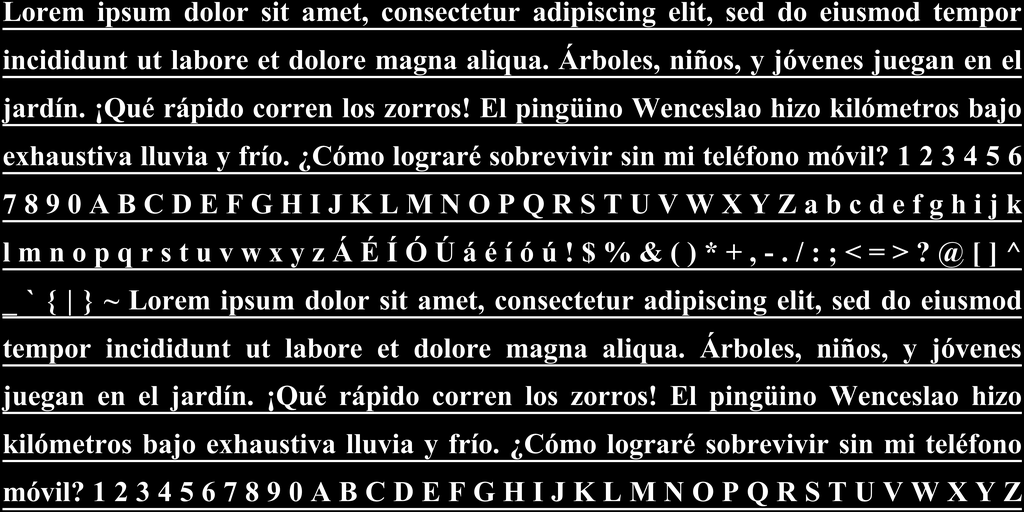 Lorem ipsum dolor sit amet, consectetur adipiscing elit, sed do eiusmod tempor
incididunt ut labore et dolore magna aliqua. Árboles, niños, y jóvenes juegan en el
jardín. ¡Qué rápido corren los zorros! El pingüino Wenceslao hizo kilómetros bajo
exhaustiva lluvia y frío. ¿Cómo lograré sobrevivir sin mi teléfono móvil? 1 2 3 4 5 6
7 8 9 0 A B C D E F G H I J K L M N O P Q R S T U V W X Y Z a b c d e f g h i j k
l m n o p q r s t u v w x y z Á É Í Ó Ú á é í ó ú ! $ % & ( ) * + , - . / : ; < = > ? @ [ ] ^
_ ` { | } ~ Lorem ipsum dolor sit amet, consectetur adipiscing elit, sed do eiusmod
tempor incididunt ut labore et dolore magna aliqua. Árboles, niños, y jóvenes
juegan en el jardín. ¡Qué rápido corren los zorros! El pingüino Wenceslao hizo
kilómetros bajo exhaustiva lluvia y frío. ¿Cómo lograré sobrevivir sin mi teléfono
móvil? 1 2 3 4 5 6 7 8 9 0 A B C D E F G H I J K L M N O P Q R S T U V W X Y Z